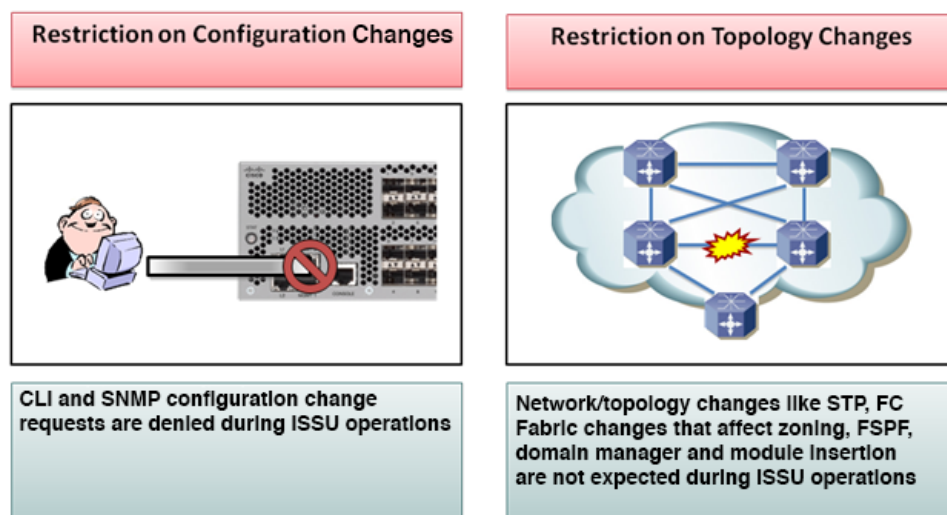 Restriction on Configuration Changes
Restriction on Topology Changes
CLI and SNMP configuration change
requests are denied during ISSU operations
Network/topology changes like STP, FC
Fabric changes that affect zoning, FSPF,
domain manager and module insertion
are not expected during ISSU operations